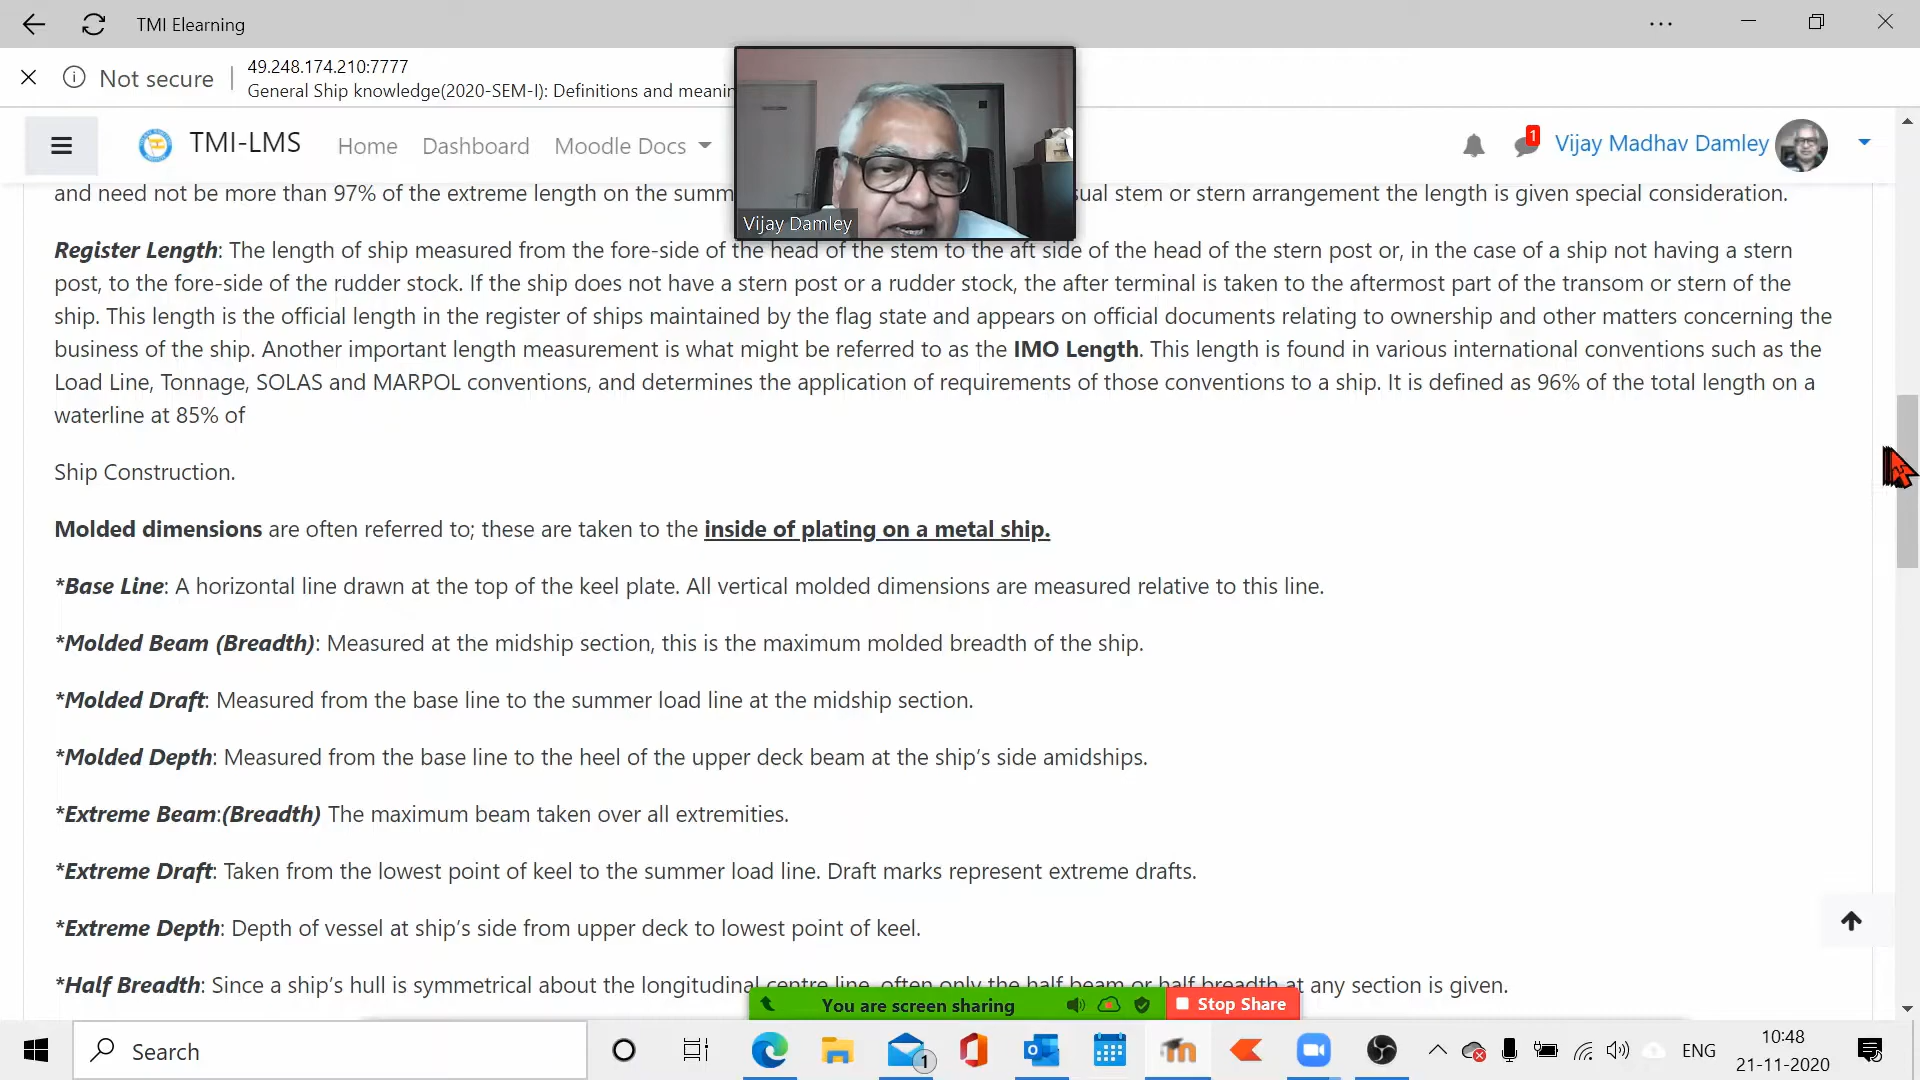 TMI Elearning
Not secure
49.248.174.210:7777
General Ship knowledge(2020-SEM-I): Definitions and
TMI-LMS
Home
Dashboard
Moodle Docs
1
Vijay Madhav Damley
Vijay Damley
and need not be more than 97% of the extreme length on the
stem or stern arrangement the length is given special consideration.
Register Length: The length of ship measured from the fore-side of the head of the stem to the aft side of the head of the stern post or, in the case of a ship not having a stern
post, to the fore-side of the rudder stock. If the ship does not have a stern post or a rudder stock, the after terminal is taken to the aftermost part of the transom or stern of the
ship. This length is the official length in the register of ships maintained by the flag state and appears on official documents relating to ownership and other matters concerning the
business of the ship. Another important length measurement is what might be referred to as the IMO Length. This length is found in various international conventions such as the
Load Line, Tonnage, SOLAS and MARPOL conventions, and determines the application of requirements of those conventions to a ship. It is defined as 96% of the total length on a
waterline at 85% of
Ship Construction.
Molded dimensions are often referred to; these are taken to the inside of plating on a metal ship.
*Base Line: A horizontal line drawn at the top of the keel plate. All vertical molded dimensions are measured relative to this line.
*Molded Beam (Breadth): Measured at the midship section, this is the maximum molded breadth of the ship.
*Molded Draft: Measured from the base line to the summer load line at the midship section.
*Molded Depth: Measured from the base line to the heel of the upper deck beam at the ship’s side amidships.
*Extreme Beam:(Breadth) The maximum beam taken over all extremities.
*Extreme Draft: Taken from the lowest point of keel to the summer load line. Draft marks represent extreme drafts.
*Extreme Depth: Depth of vessel at ship’s side from upper deck to lowest point of keel.
*Half Breadth: Since a ship’s hull is symmetrical about the longitudinal centre line, often only the half beam or half breadth at any section is given.
You are screen sharing
Stop Share
Search
1
ENG
10:48
21-11-2020